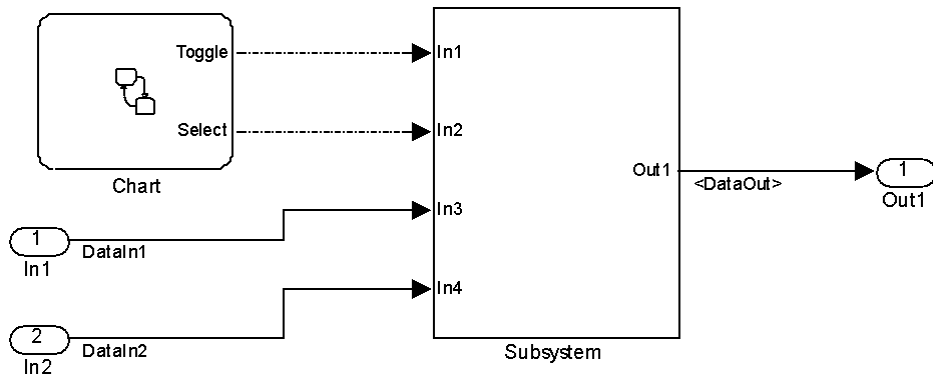 Toggle
In1
Select
In2
Chart
Out1
1
<DataOut>
Out1
In3
1
DataIn1
In1
In4
2
DataIn2
In2
Subsystem